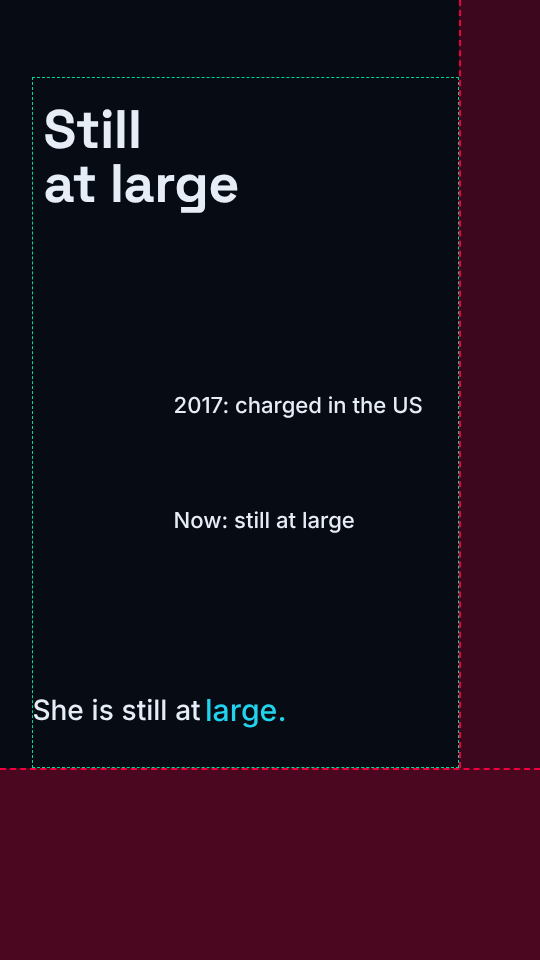 Still
at large
2017: charged in the US
Now: still at large
She is still at large.